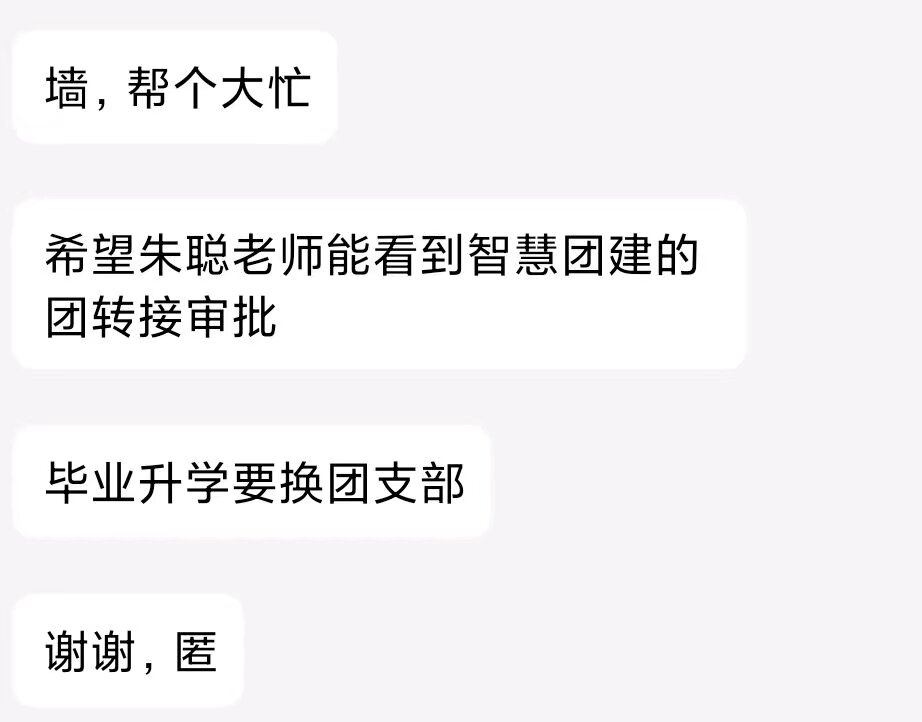 墙，帮个大忙
希望朱聪老师能看到智慧团建的
团转接审批
毕业升学要换团支部
谢谢，匿